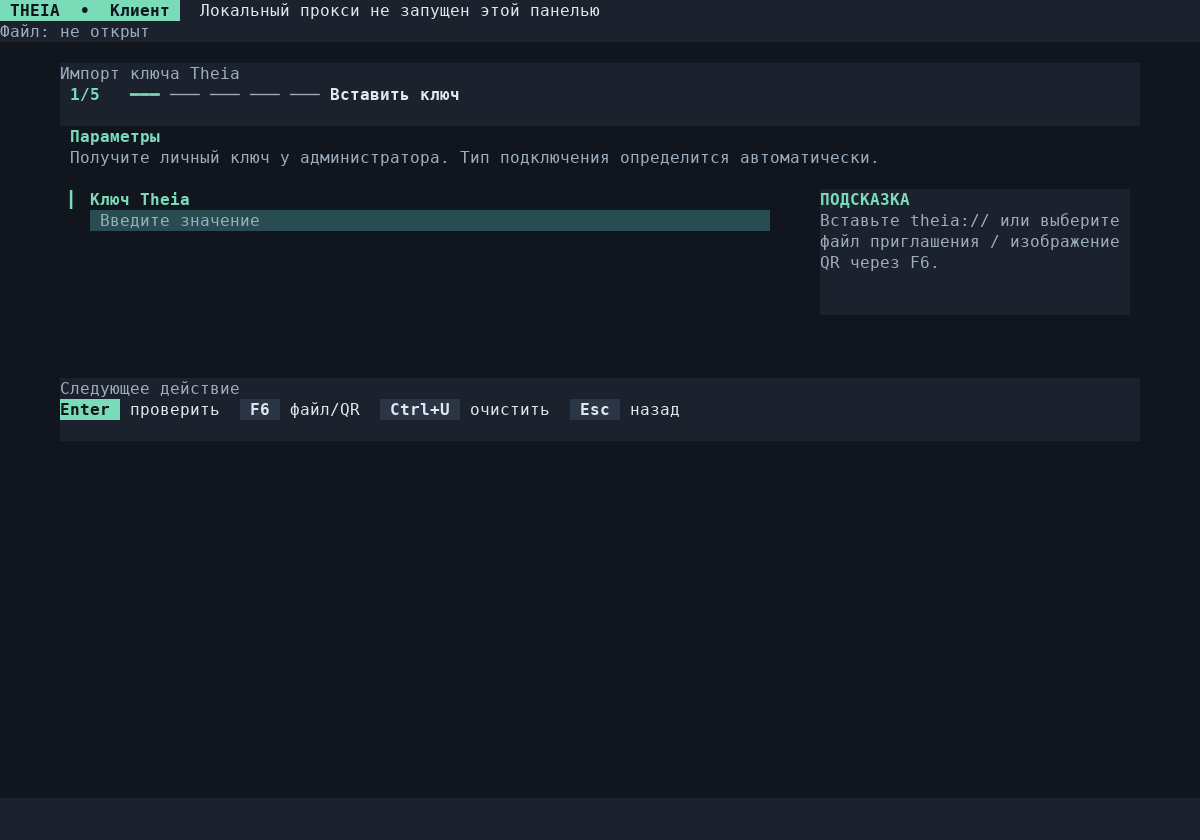 THEIA • Клиент Локальный прокси не запущен этой панелью
Файл: не открыт
Импорт ключа Theia
1/5 Вставить ключ
Параметры
Получите личный ключ у администратора. Тип подключения определится автоматически.
Ключ Theia
Введите значение
ПОДСКАЗКА
Вставьте theia:// или выберите
файл приглашения / изображение
QR через F6.
Следующее действие
Enter проверить F6 файл/QR Ctrl+U очистить Esc назад